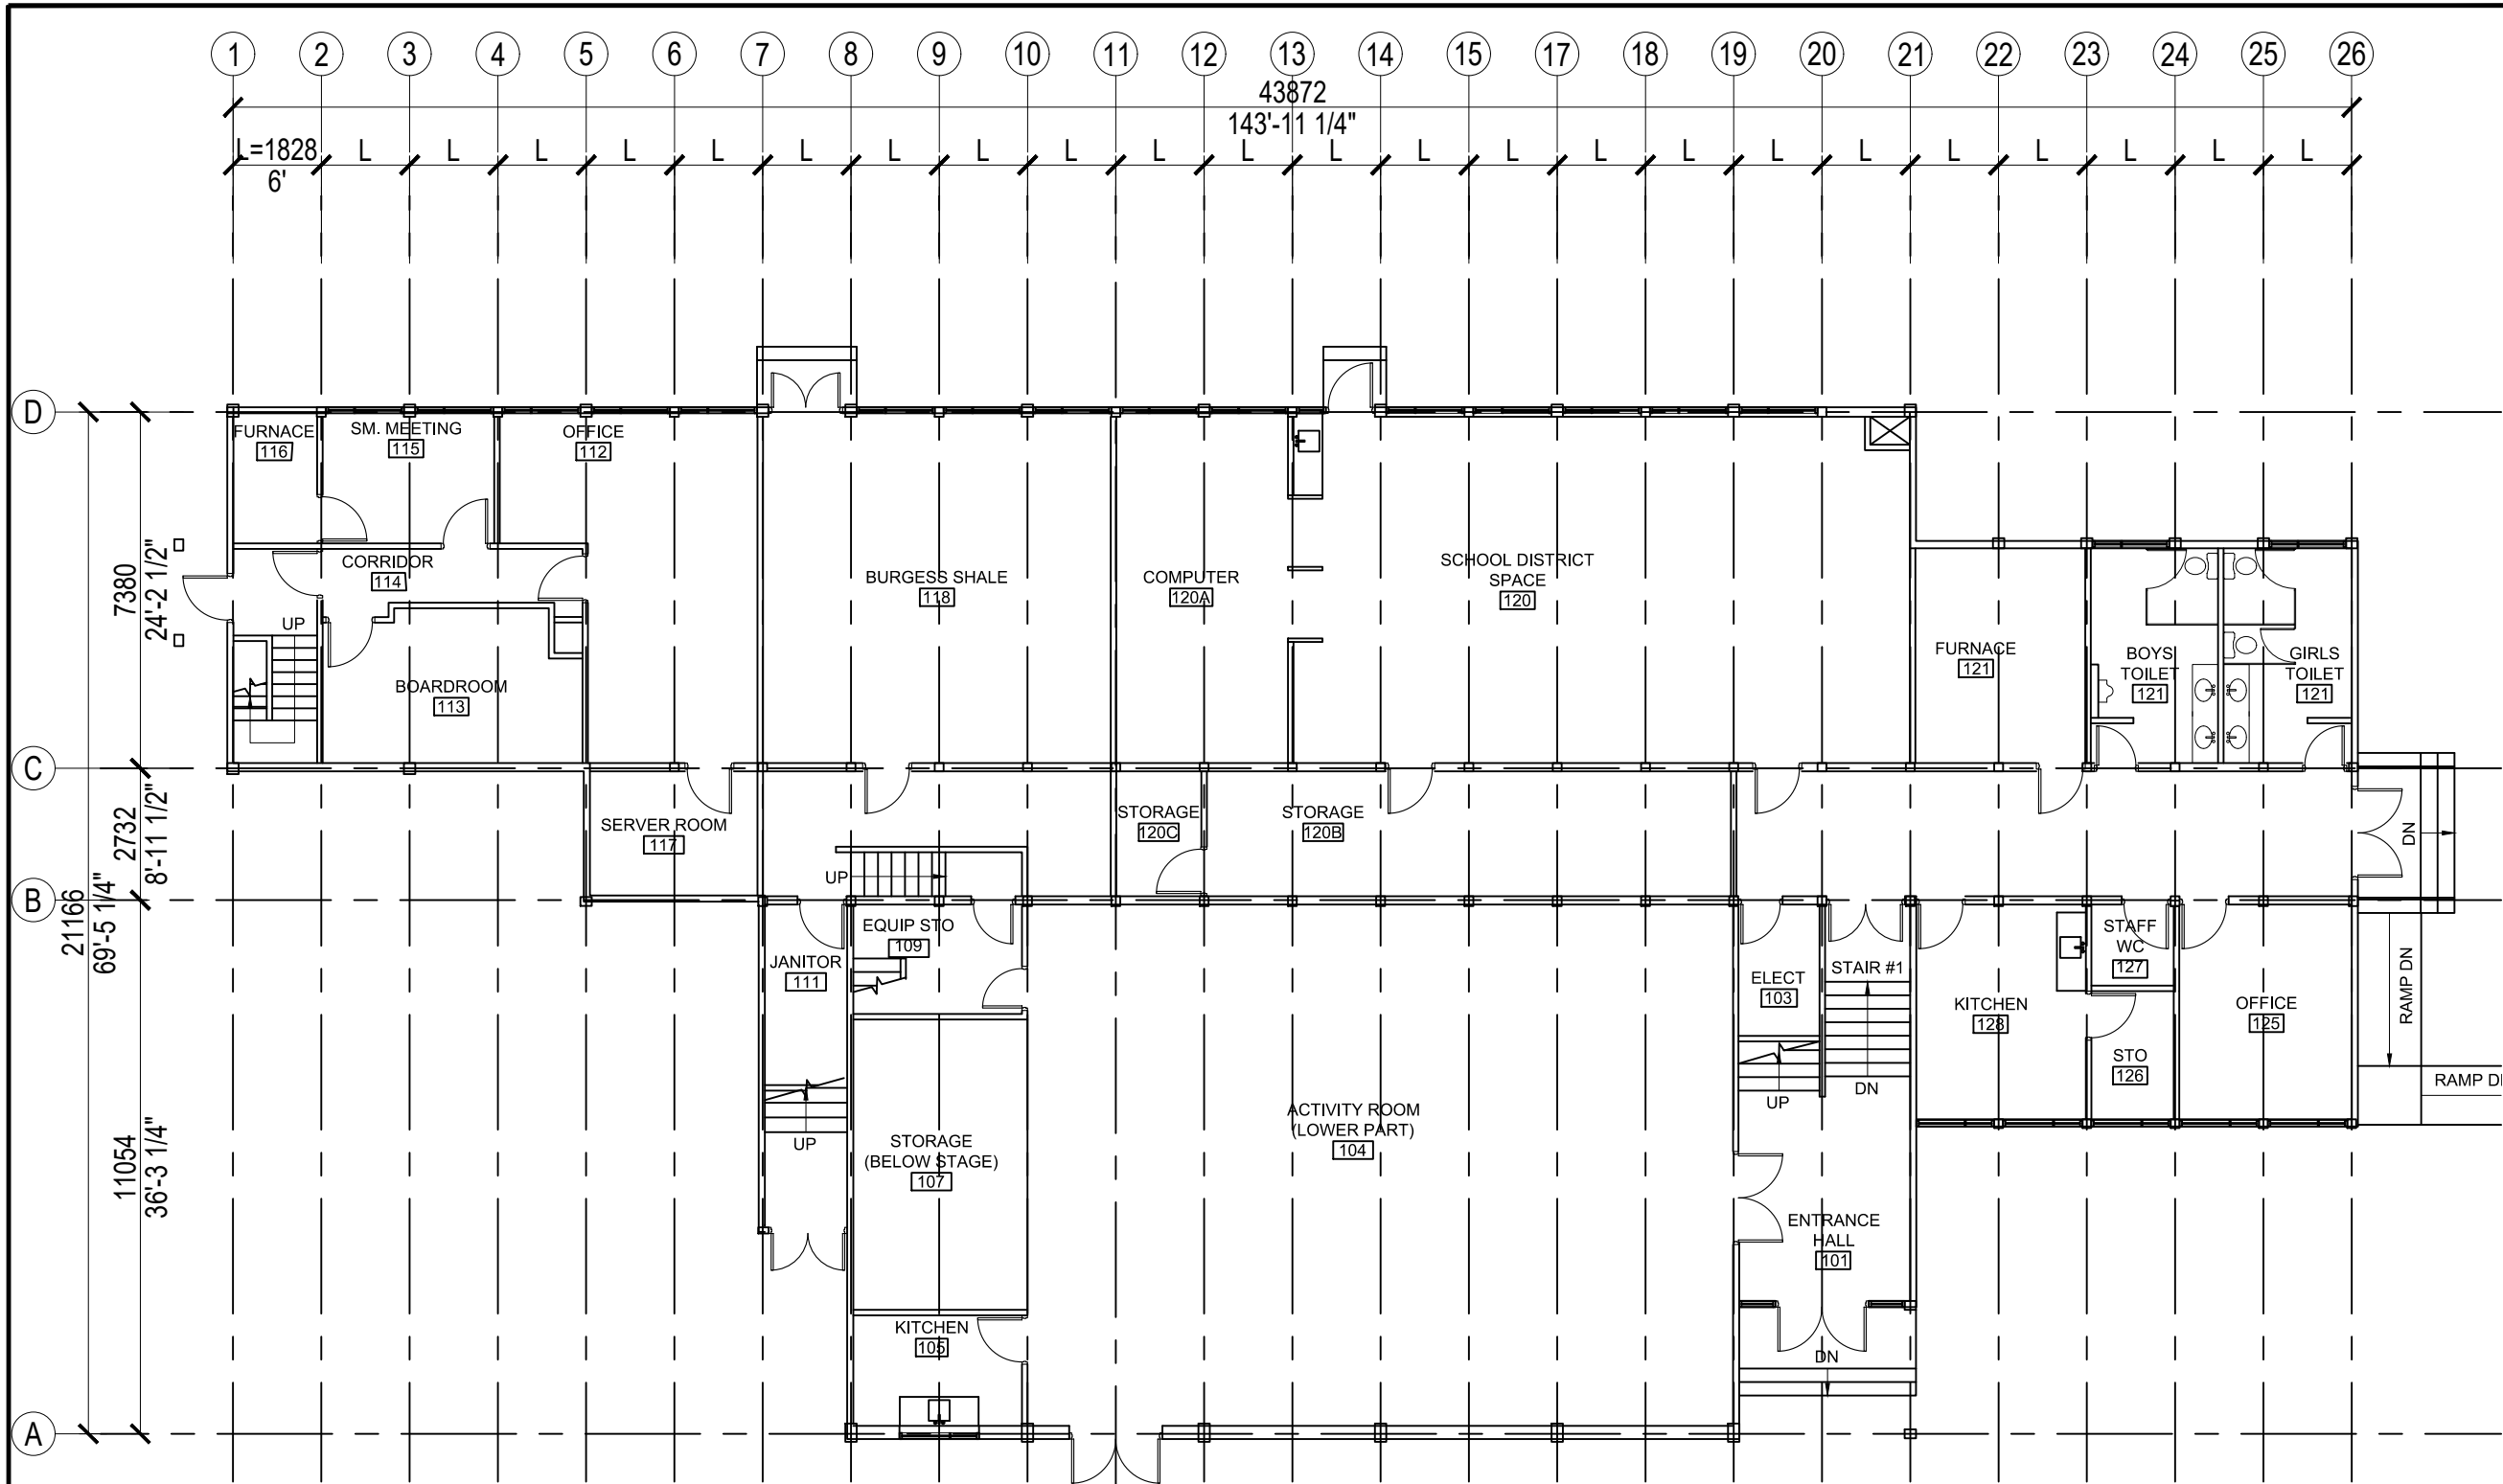 1 2 3 4 5 6 7 8 9 10 11 12 13 14 15 17 18 19 20 21 22 23 24 25 26
43872
143'-11 1/4"
L=1828 L L L L L L L L L L L L L L L L L L L L L L L
6'
D
FURNACE
116
SM. MEETING
115
OFFICE
112
CORRIDOR
114
UP
BOARDROOM
113
BURGESS SHALE
118
COMPUTER
120A
SCHOOL DISTRICT
SPACE
120
FURNACE
121
BOYS
TOILET
121
GIRLS
TOILET
121
7380
24'-2 1/2"
C
2732
8'-11 1/2"
SERVER ROOM
117
STORAGE
120C
STORAGE
120B
DN
UP
B
21166
69'-5 1/4"
EQUIP STO
109
JANITOR
111
UP
ELECT
103
UP
STAIR #1
DN
KITCHEN
128
STAFF
WC
127
STO
126
OFFICE
125
RAMP DN
RAMP D
11054
36'-3 1/4"
STORAGE
(BELOW STAGE)
107
ACTIVITY ROOM
(LOWER PART)
104
ENTRANCE
HALL
101
KITCHEN
105
DN
A